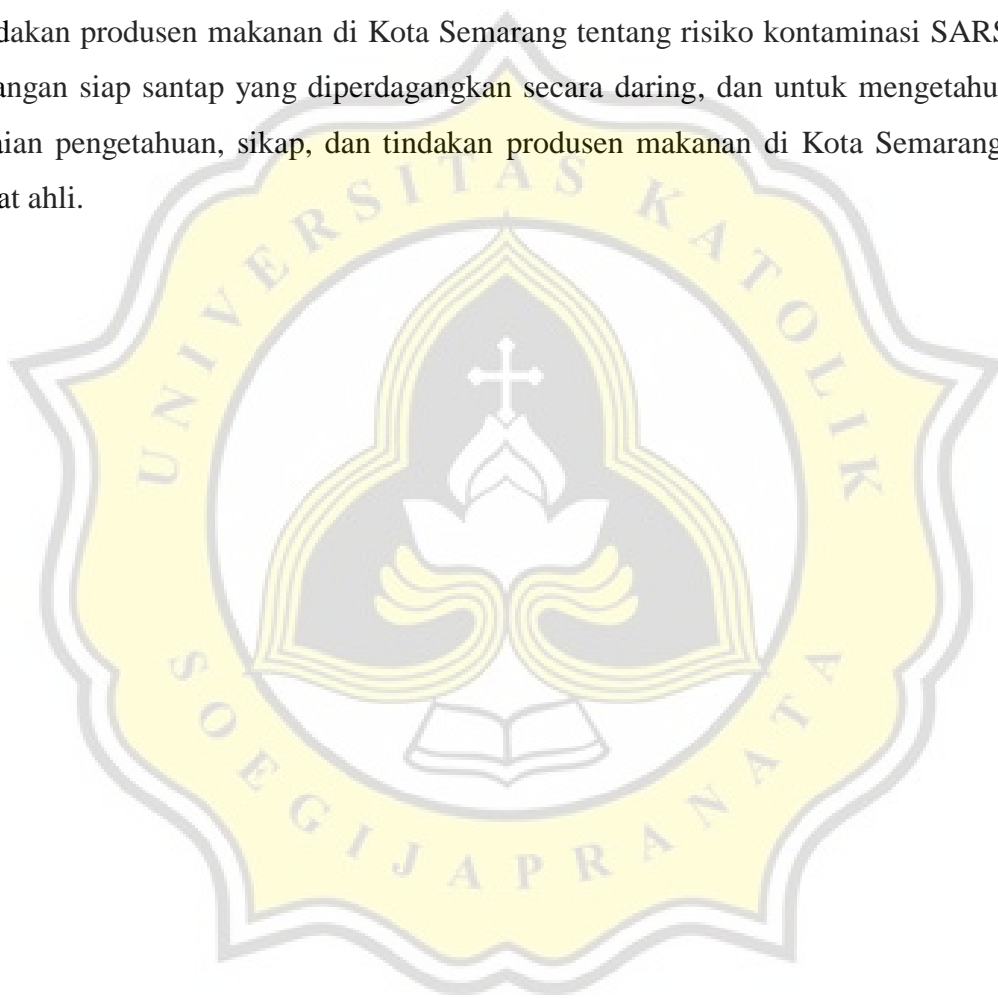 dakan produsen makanan di Kota Semarang tentang risiko kontaminasi SARS
angan siap santap yang diperdagangkan secara daring, dan untuk mengetahu
aian pengetahuan, sikap, dan tindakan produsen makanan di Kota Semarang
at ahli.
UNIVERSITAS KATOLIK
SOEGIJAPRANATA